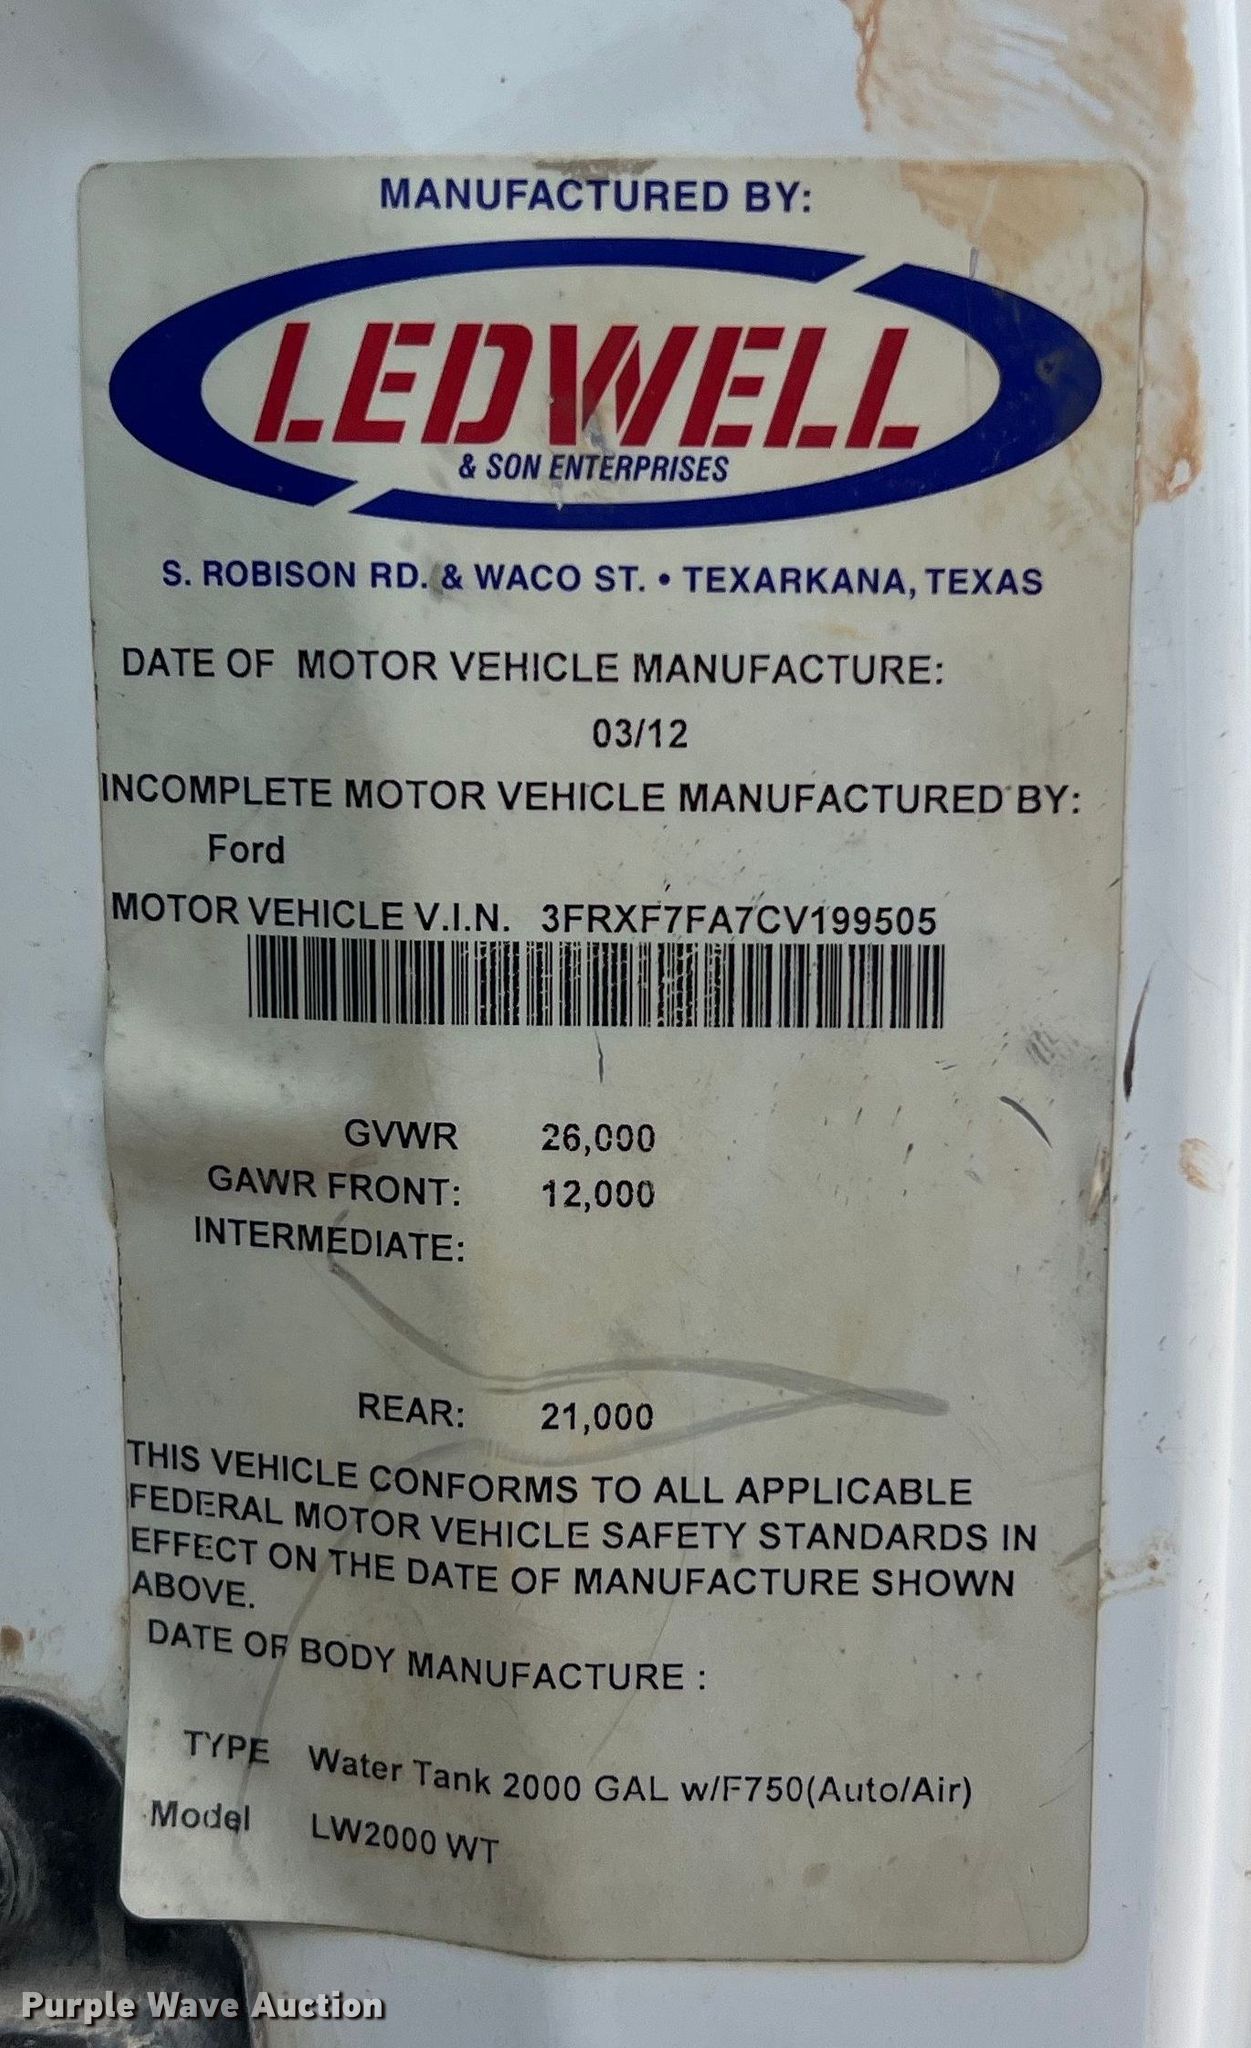 MANUFACTURED BY:
LEDWELL
& SON ENTERPRISES
S. ROBISON RD. & WACO ST. • TEXARKANA, TEXAS
DATE OF MOTOR VEHICLE MANUFACTURE:
03/12
INCOMPLETE MOTOR VEHICLE MANUFACTURED BY:
Ford
MOTOR VEHICLE V.I.N. 3FRXF7FA7CV199505
GVWR 26,000
GAWR FRONT: 12,000
INTERMEDIATE:
REAR: 21,000
THIS VEHICLE CONFORMS TO ALL APPLICABLE
FEDERAL MOTOR VEHICLE SAFETY STANDARDS IN
EFFECT ON THE DATE OF MANUFACTURE SHOWN
ABOVE.
DATE OF BODY MANUFACTURE :
TYPE Water Tank 2000 GAL w/F750(Auto/Air)
Model LW2000 WT
Purple Wave Auction